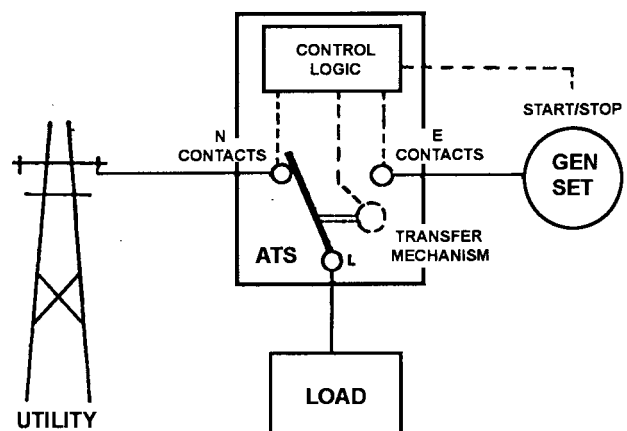 CONTROL
LOGIC
START/STOP
N
CONTACTS
E
CONTACTS
GEN
SET
TRANSFER
MECHANISM
ATS
L
LOAD
UTILITY